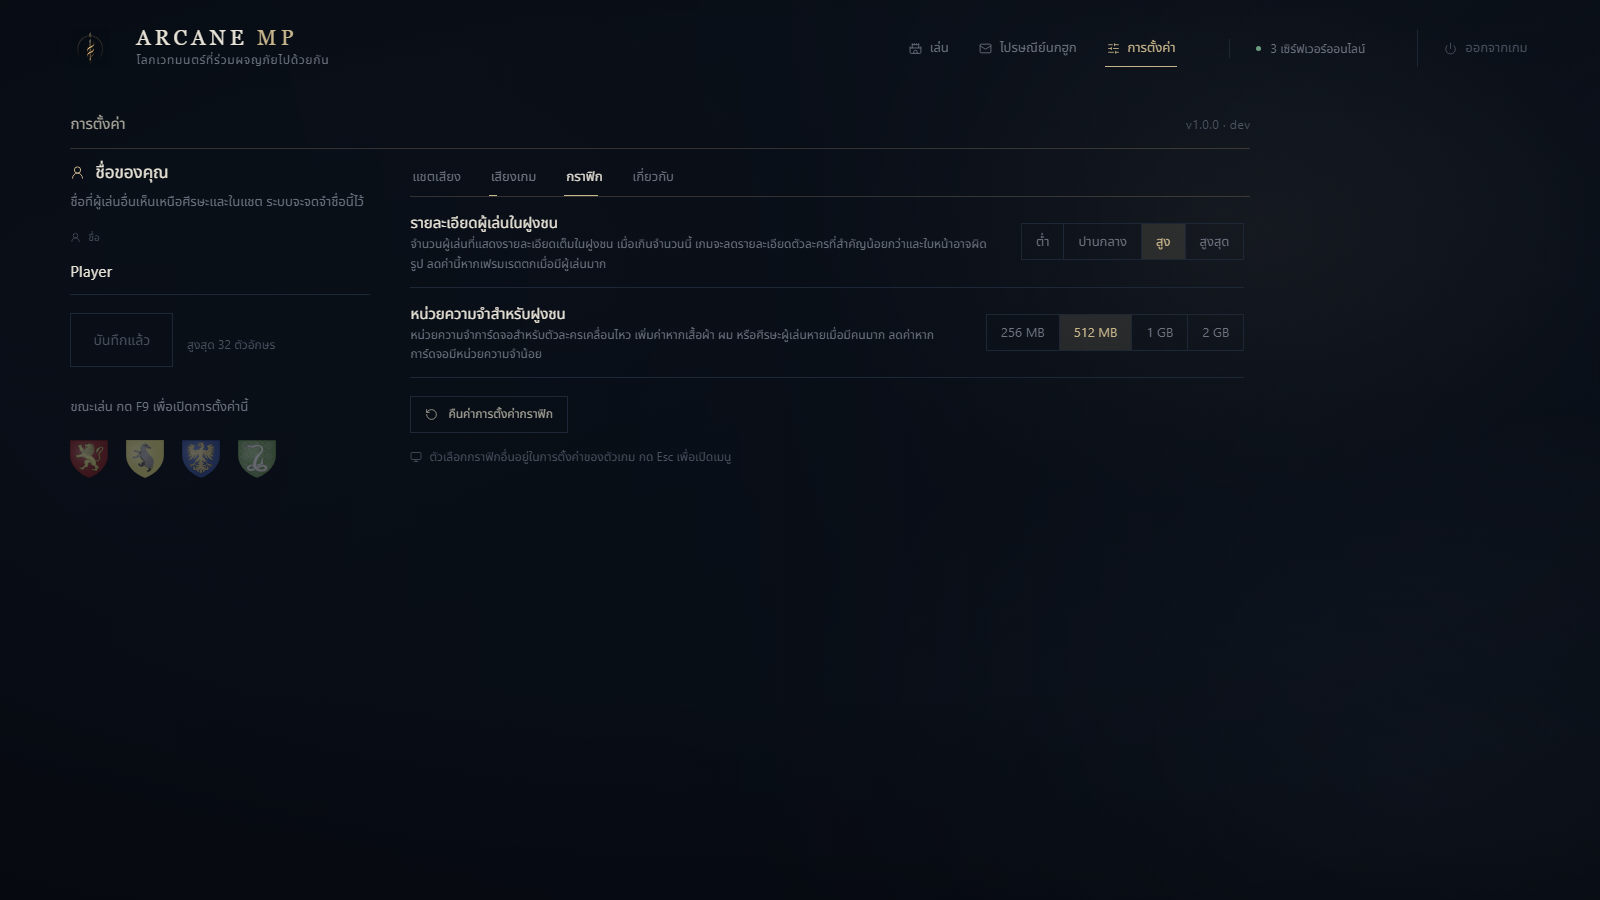 ARCANE MP
โลกเวทมนตร์ที่ร่วมผจญภัยไปด้วยกัน
เล่น
ไปรษณีย์นกฮูก
การตั้งค่า
3 เซิร์ฟเวอร์ออนไลน์
ออกจากเกม
การตั้งค่า
v1.0.0 · dev
ชื่อของคุณ
ชื่อที่ผู้เล่นอื่นเห็นเหนือศีรษะและในแชต ระบบจะจดจำชื่อนี้ไว้
ชื่อ
Player
บันทึกแล้ว
สูงสุด 32 ตัวอักษร
ขณะเล่น กด F9 เพื่อเปิดการตั้งค่านี้
แชตเสียง
เสียงเกม
กราฟิก
เกี่ยวกับ
รายละเอียดผู้เล่นในฝูงชน
จำนวนผู้เล่นที่แสดงรายละเอียดเต็มในฝูงชน เมื่อเกินจำนวนนี้ เกมจะลดรายละเอียดตัวละครที่สำคัญน้อยกว่าและใบหน้าอาจผิด
รูป ลดค่านี้หากเฟรมเรตตกเมื่อมีผู้เล่นมาก
ต่ำ
ปานกลาง
สูง
สูงสุด
หน่วยความจำสำหรับฝูงชน
หน่วยความจำการ์ดจอสำหรับตัวละครเคลื่อนไหว เพิ่มค่าหากเสื้อผ้า ผม หรือศีรษะผู้เล่นหายเมื่อมีคนมาก ลดค่าหาก
การ์ดจอมีหน่วยความจำน้อย
256 MB
512 MB
1 GB
2 GB
คืนค่าการตั้งค่ากราฟิก
ตัวเลือกกราฟิกอื่นอยู่ในการตั้งค่าของตัวเกม กด Esc เพื่อเปิดเมนู